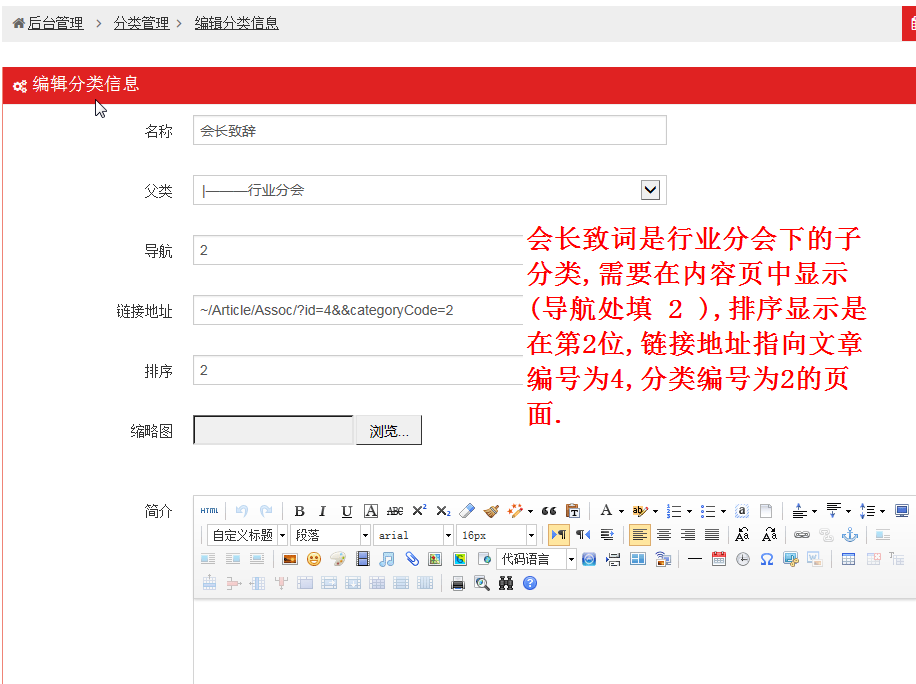 后台管理 > 分类管理 > 编辑分类信息
编辑分类信息
名称 会长致辞
父类 |———行业分会
导航 2
会长致词是行业分会下的子
分类,需要在内容页中显示
链接地址 ~/Article/Assoc/?id=4&&categoryCode=2
(导航处填 2 ),排序显示是
在第2位,链接地址指向文章
排序 2
编号为4,分类编号为2的页
面.
缩略图 浏览...
简介
HTML B I U A ABC X² X₂ A ab a
自定义标题 段落 arial 16px
代码语言